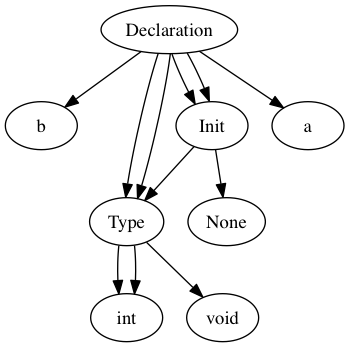 Declaration
b
Init
a
Type
None
int
void